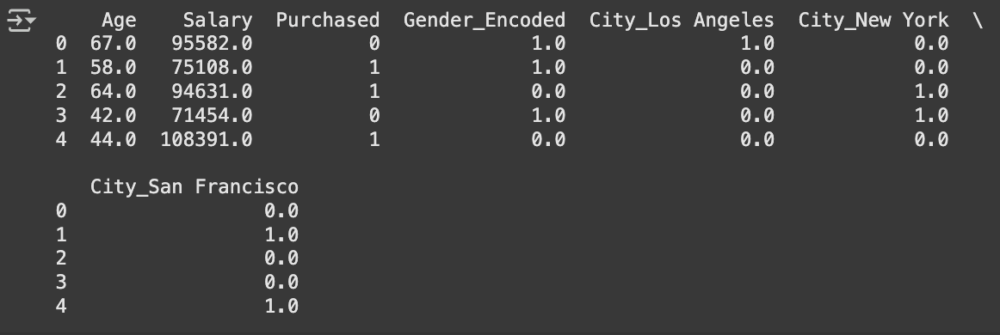 Age    Salary  Purchased  Gender_Encoded  City_Los Angeles  City_New York  \
0  67.0   95582.0          0             1.0               1.0            0.0
1  58.0   75108.0          1             1.0               0.0            0.0
2  64.0   94631.0          1             0.0               0.0            1.0
3  42.0   71454.0          0             1.0               0.0            1.0
4  44.0  108391.0          1             0.0               0.0            0.0
   City_San Francisco
0                 0.0
1                 1.0
2                 0.0
3                 0.0
4                 1.0